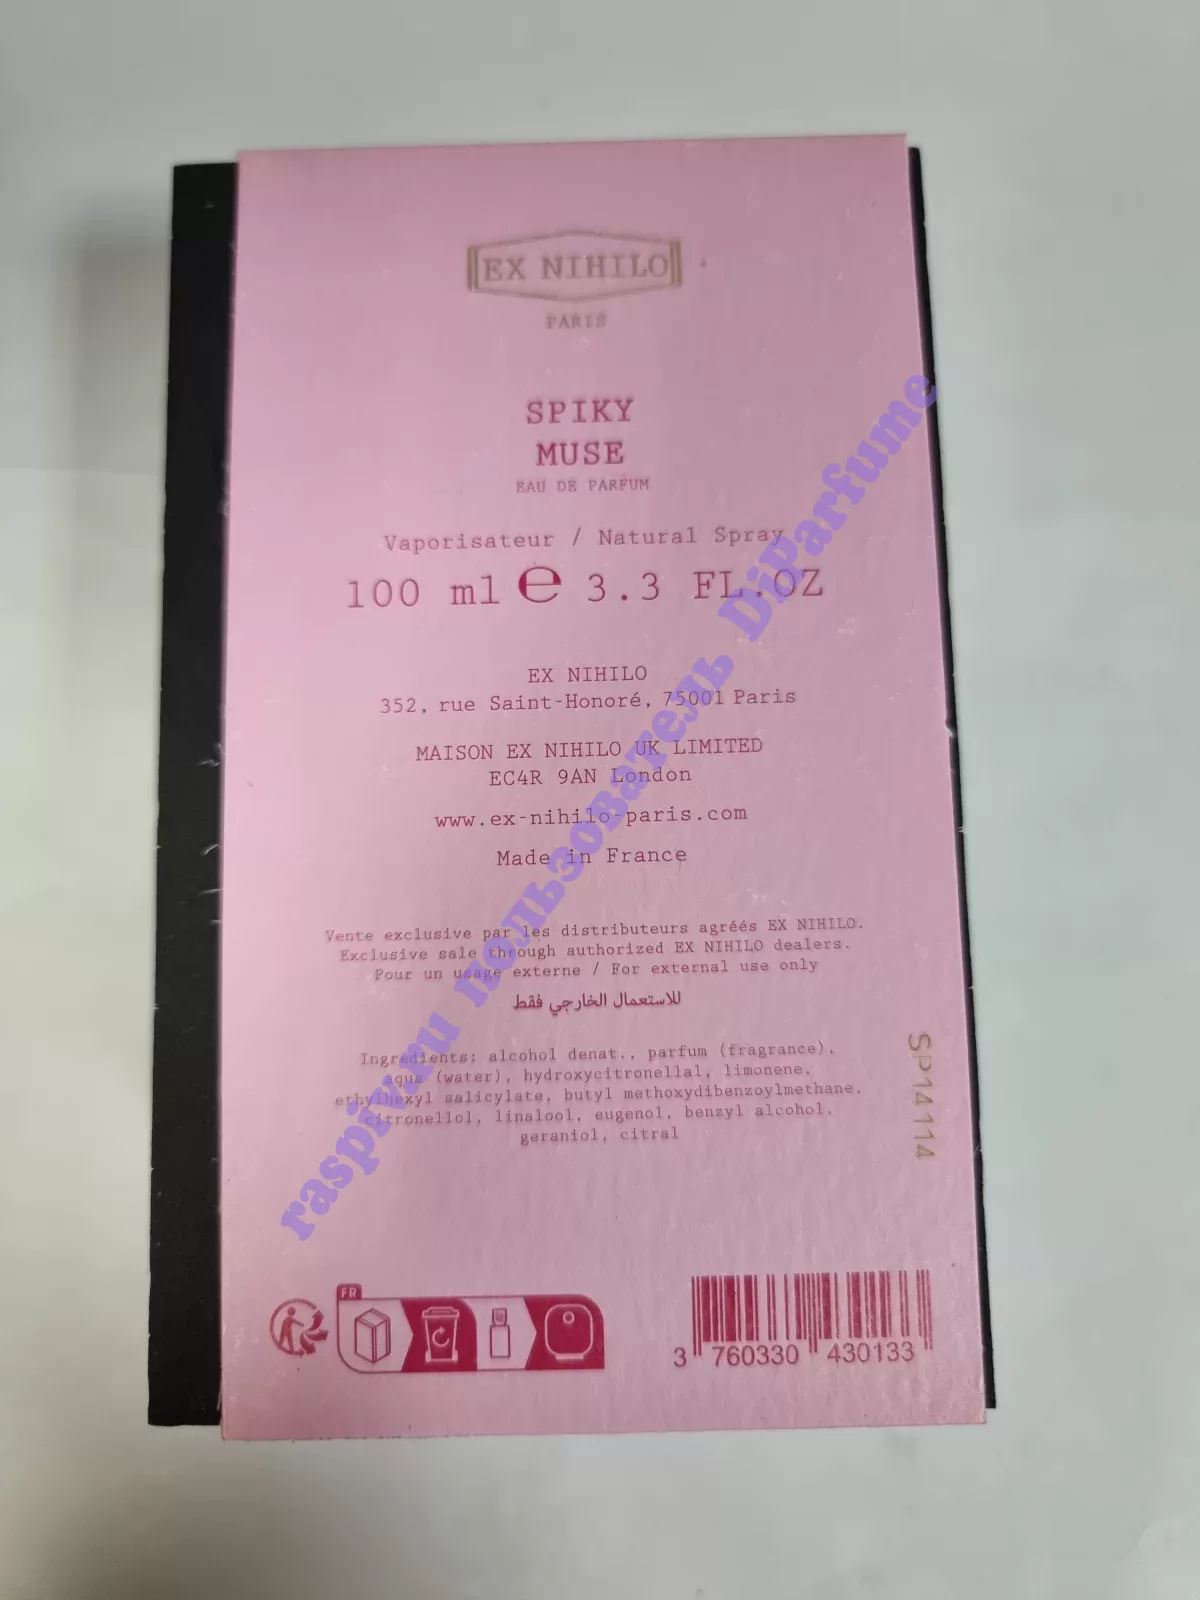 EX NIHILO
PARIS
SPIKY
MUSE
EAU DE PARFUM
Vaporisateur / Natural Spray
100 ml e 3.3 FL.OZ
EX NIHILO
352, rue Saint-Honoré, 75001 Paris
MAISON EX NIHILO UK LIMITED
EC4R 9AN London
www.ex-nihilo-paris.com
Made in France
Vente exclusive par les distributeurs agréés EX NIHILO.
Exclusive sale through authorized EX NIHILO dealers.
Pour un usage externe / For external use only
للاستعمال الخارجي فقط
Ingredients: alcohol denat., parfum (fragrance),
aqua (water), hydroxycitronellal, limonene,
ethylhexyl salicylate, butyl methoxydibenzoylmethane,
citronellol, linalool, eugenol, benzyl alcohol,
geraniol, citral
SP14114
FR
3 760330 430133
raspiv.ru пользователь DiParfume